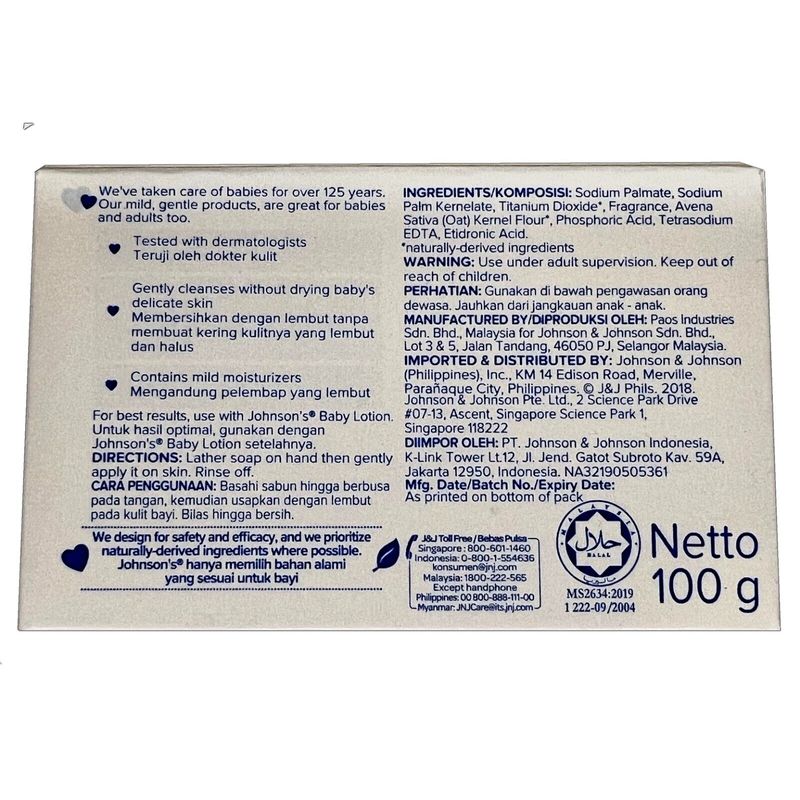 We've taken care of babies for over 125 years.
Our mild, gentle products, are great for babies
and adults too.
Tested with dermatologists
Teruji oleh dokter kulit
Gently cleanses without drying baby's
delicate skin
Membersihkan dengan lembut tanpa
membuat kering kulitnya yang lembut
dan halus
Contains mild moisturizers
Mengandung pelembap yang lembut
For best results, use with Johnson's® Baby Lotion.
Untuk hasil optimal, gunakan dengan
Johnson's® Baby Lotion setelahnya.
DIRECTIONS: Lather soap on hand then gently
apply it on skin. Rinse off.
CARA PENGGUNAAN: Basahi sabun hingga berbusa
pada tangan, kemudian usapkan dengan lembut
pada kulit bayi. Bilas hingga bersih.
We design for safety and efficacy, and we prioritize
naturally-derived ingredients where possible.
Johnson's® hanya memilih bahan alami
yang sesuai untuk bayi
INGREDIENTS/KOMPOSISI: Sodium Palmate, Sodium
Palm Kernelate, Titanium Dioxide*, Fragrance, Avena
Sativa (Oat) Kernel Flour*, Phosphoric Acid, Tetrasodium
EDTA, Etidronic Acid.
*naturally-derived ingredients
WARNING: Use under adult supervision. Keep out of
reach of children.
PERHATIAN: Gunakan di bawah pengawasan orang
dewasa. Jauhkan dari jangkauan anak - anak.
MANUFACTURED BY/DIPRODUKSI OLEH: Paos Industries
Sdn. Bhd., Malaysia for Johnson & Johnson Sdn. Bhd.,
Lot 3 & 5, Jalan Tandang, 46050 PJ, Selangor Malaysia.
IMPORTED & DISTRIBUTED BY: Johnson & Johnson
(Philippines), Inc., KM 14 Edison Road, Merville,
Parañaque City, Philippines. © J&J Phils. 2018.
Johnson & Johnson Pte. Ltd., 2 Science Park Drive
#07-13, Ascent, Singapore Science Park 1,
Singapore 118222
DIIMPOR OLEH: PT. Johnson & Johnson Indonesia,
K-Link Tower Lt.12, Jl. Jend. Gatot Subroto Kav. 59A,
Jakarta 12950, Indonesia. NA32190505361
Mfg. Date/Batch No./Expiry Date:
As printed on bottom of pack
J&J Toll Free / Bebas Pulsa
Singapore: 800-601-1460
Indonesia: 0-800-1-554636
konsumen@jnj.com
Malaysia: 1800-222-565
Except handphone
Philippines: 00 800-888-111-00
Myanmar: JNJCare@its.jnj.com
MALAYSIA
حلال
HALAL
ماليزيا
MS2634:2019
1 222-09/2004
Netto
100 g